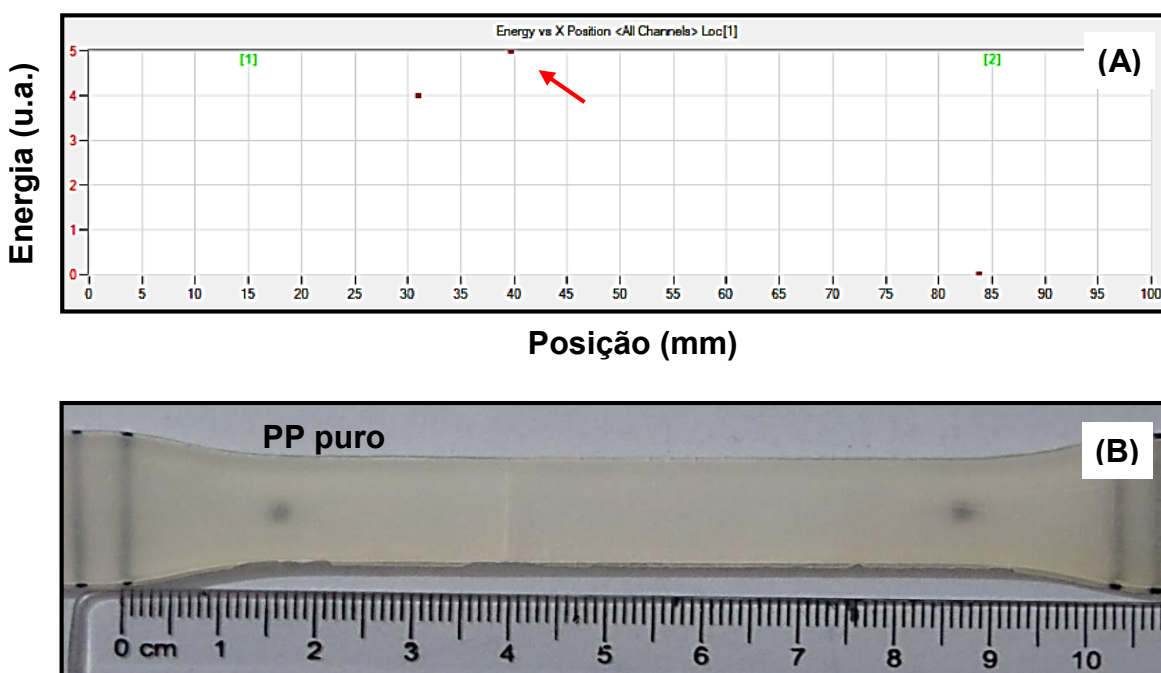 Energy vs X Position <All Channels> Loc[1]
(A)
Energia (u.a.)
5
4
3
2
1
0
[1]
[2]
0 5 10 15 20 25 30 35 40 45 50 55 60 65 70 75 80 85 90 95 100
Posição (mm)
PP puro
(B)
0 cm 1 2 3 4 5 6 7 8 9 10